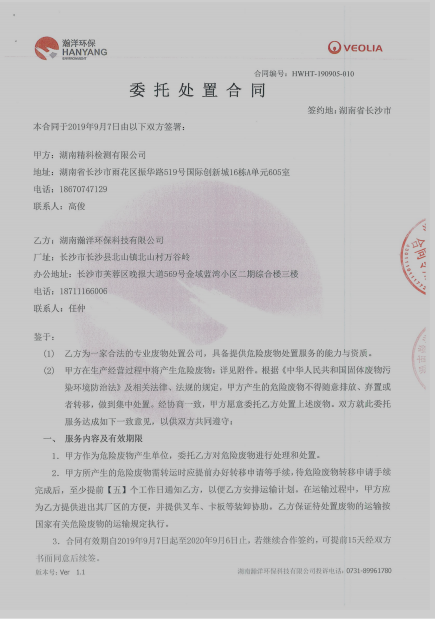 瀚洋环保
HANYANG
ENVIRONMENT
VEOLIA
合同编号：HWHT-190905-010
委托处置合同
签约地：湖南省长沙市
本合同于2019年9月7日由以下双方签署：
甲方：湖南精科检测有限公司
地址：湖南省长沙市雨花区振华路519号国际创新城16栋A单元605室
电话：18670747129
联系人：高俊
乙方：湖南瀚洋环保科技有限公司
厂址：长沙市长沙县北山镇北山村万谷岭
办公地址：长沙市芙蓉区晚报大道569号金域蓝湾小区二期综合楼三楼
电话：18711166006
联系人：任仲
鉴于：
(1) 乙方为一家合法的专业废物处置公司，具备提供危险废物处置服务的能力与资质。
(2) 甲方在生产经营过程中将产生危险废物；详见附件。根据《中华人民共和国固体废物污
染环境防治法》及相关法律、法规的规定，甲方产生的危险废物不得随意排放、弃置或
者转移，做到集中处置。经协商一致，甲方愿意委托乙方处置上述废物。双方就此委托
服务达成如下一致意见，以供双方共同遵守：
一、 服务内容及有效期限
1．甲方作为危险废物产生单位，委托乙方对危险废物进行处理和处置。
2．甲方所产生的危险废物需转运时应提前办好转移申请等手续，待危险废物转移申请手续
完成后，至少提前【五】个工作日通知乙方，以便乙方安排运输计划。在运输过程中，甲方应
为乙方提供进出其厂区的方便，并提供叉车、卡板等装卸协助。乙方保证待处置废物的运输按
国家有关危险废物的运输规定执行。
3．合同有效期自2019年9月7日起至2020年9月6日止，若继续合作签约，可提前15天经双方
书面同意后续签。
版本号：Ver 1.1
湖南瀚洋环保科技有限公司投诉电话：0731-89961780